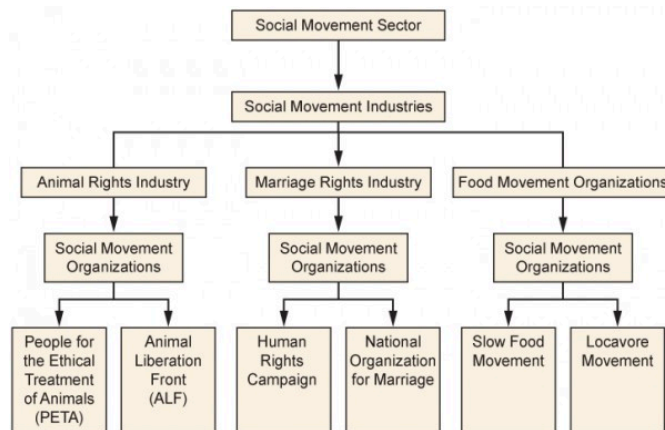 Social Movement Sector
Social Movement Industries
Animal Rights Industry
Marriage Rights Industry
Food Movement Organizations
Social Movement
Organizations
Social Movement
Organizations
Social Movement
Organizations
People for
the Ethical
Treatment
of Animals
(PETA)
Animal
Liberation
Front
(ALF)
Human
Rights
Campaign
National
Organization
for Marriage
Slow Food
Movement
Locavore
Movement